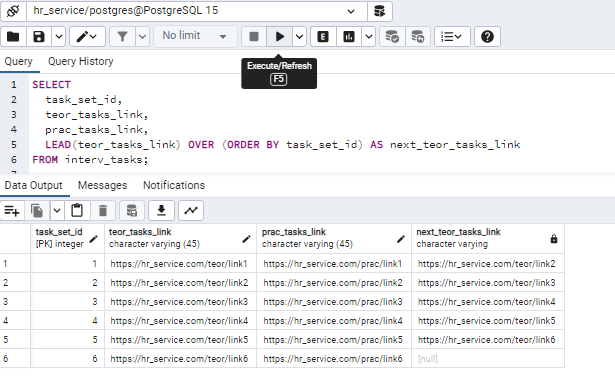 hr_service/postgres@PostgreSQL 15
No limit
Execute/Refresh
F5
Query Query History
1 SELECT
2 task_set_id,
3 teor_tasks_link,
4 prac_tasks_link,
5 LEAD(teor_tasks_link) OVER (ORDER BY task_set_id) AS next_teor_tasks_link
6 FROM interv_tasks;
Data Output Messages Notifications
task_set_id teor_tasks_link prac_tasks_link next_teor_tasks_link
[PK] integer character varying (45) character varying (45) character varying
1 1 https://hr_service.com/teor/link1 https://hr_service.com/prac/link1 https://hr_service.com/teor/link2
2 2 https://hr_service.com/teor/link2 https://hr_service.com/prac/link2 https://hr_service.com/teor/link3
3 3 https://hr_service.com/teor/link3 https://hr_service.com/prac/link3 https://hr_service.com/teor/link4
4 4 https://hr_service.com/teor/link4 https://hr_service.com/prac/link4 https://hr_service.com/teor/link5
5 5 https://hr_service.com/teor/link5 https://hr_service.com/prac/link5 https://hr_service.com/teor/link6
6 6 https://hr_service.com/teor/link6 https://hr_service.com/prac/link6 [null]